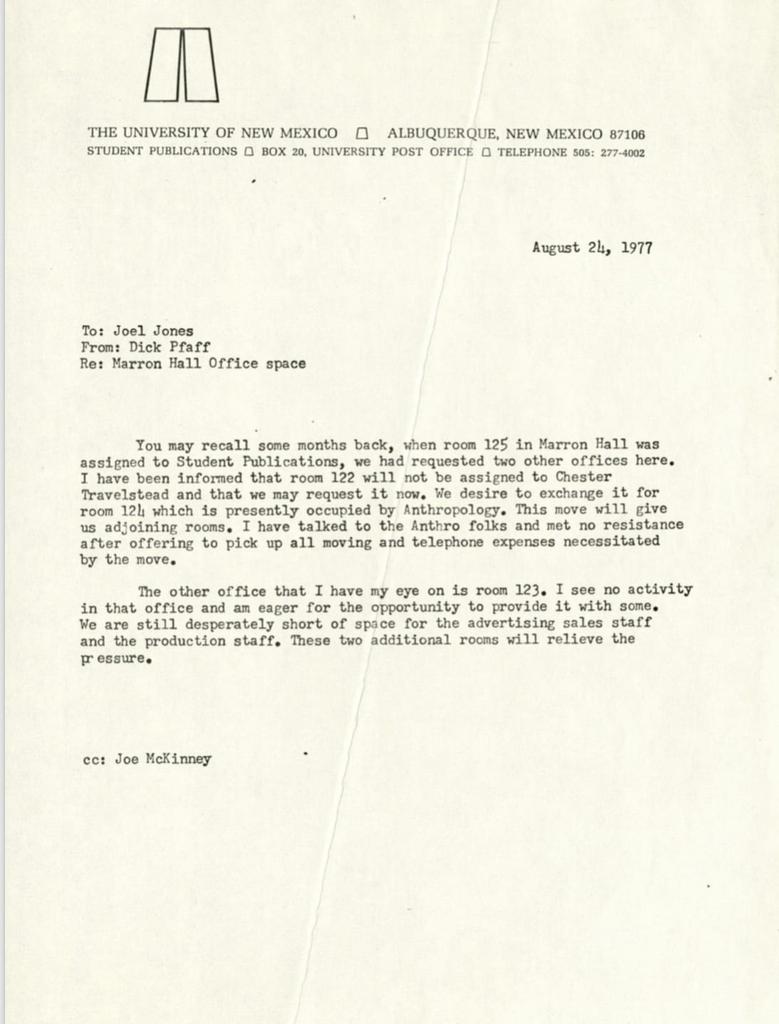 THE UNIVERSITY OF NEW MEXICO ALBUQUERQUE, NEW MEXICO 87106
STUDENT PUBLICATIONS BOX 20, UNIVERSITY POST OFFICE TELEPHONE 505: 277-4002
August 24, 1977
To: Joel Jones
From: Dick Pfaff
Re: Marron Hall Office space
You may recall some months back, when room 125 in Marron Hall was
assigned to Student Publications, we had requested two other offices here.
I have been informed that room 122 will not be assigned to Chester
Travelstead and that we may request it now. We desire to exchange it for
room 124 which is presently occupied by Anthropology. This move will give
us adjoining rooms. I have talked to the Anthro folks and met no resistance
after offering to pick up all moving and telephone expenses necessitated
by the move.
The other office that I have my eye on is room 123. I see no activity
in that office and am eager for the opportunity to provide it with some.
We are still desperately short of space for the advertising sales staff
and the production staff. These two additional rooms will relieve the
pressure.
cc: Joe McKinney